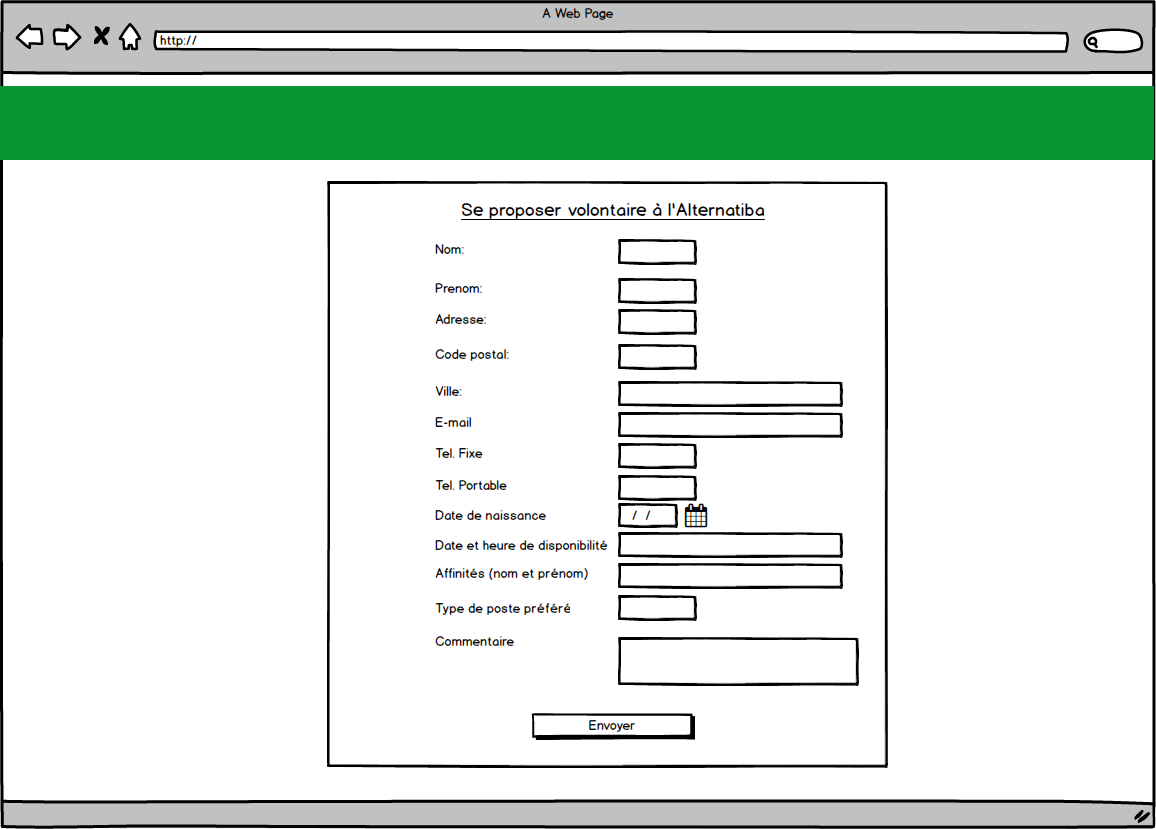 A Web Page
http://
Se proposer volontaire à l'Alternatiba
Nom:
Prenom:
Adresse:
Code postal:
Ville:
E-mail
Tel. Fixe
Tel. Portable
Date de naissance / /
Date et heure de disponibilité
Affinités (nom et prénom)
Type de poste préféré
Commentaire
Envoyer